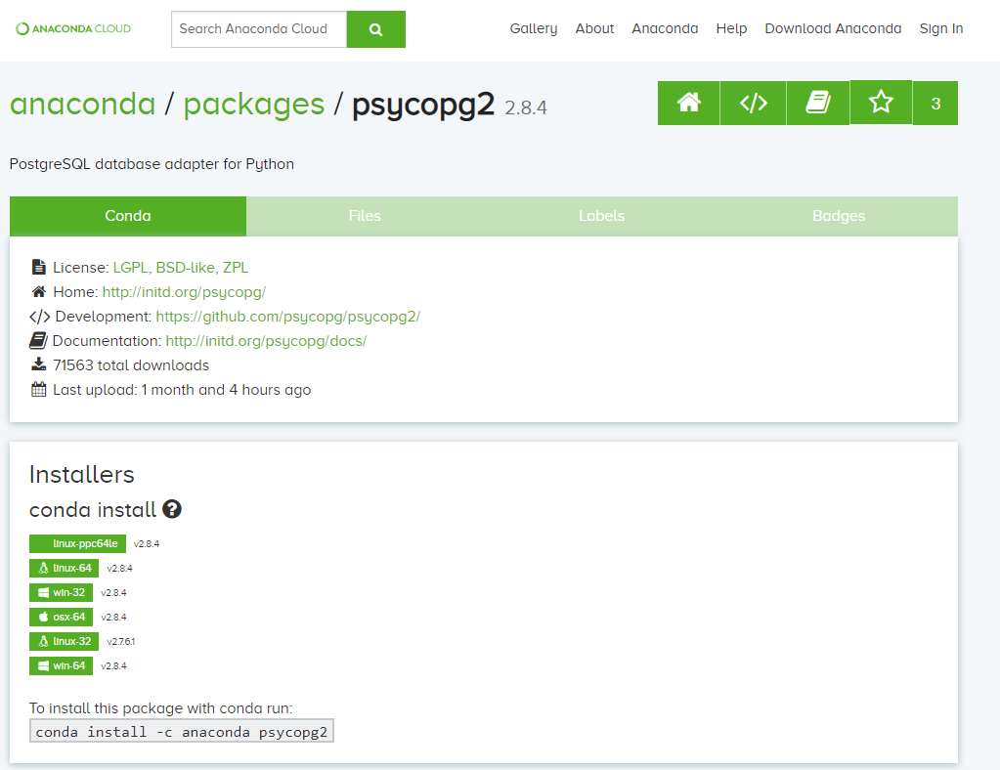 ANACONDA CLOUD Search Anaconda Cloud Gallery About Anaconda Help Download Anaconda Sign In
anaconda / packages / psycopg2 2.8.4 </> 3
PostgreSQL database adapter for Python
Conda Files Labels Badges
License: LGPL, BSD-like, ZPL
Home: http://initd.org/psycopg/
</> Development: https://github.com/psycopg/psycopg2/
Documentation: http://initd.org/psycopg/docs/
71563 total downloads
Last upload: 1 month and 4 hours ago
Installers
conda install ?
linux-ppc64le v2.8.4
linux-64 v2.8.4
win-32 v2.8.4
osx-64 v2.8.4
linux-32 v2.7.6.1
win-64 v2.8.4
To install this package with conda run:
conda install -c anaconda psycopg2